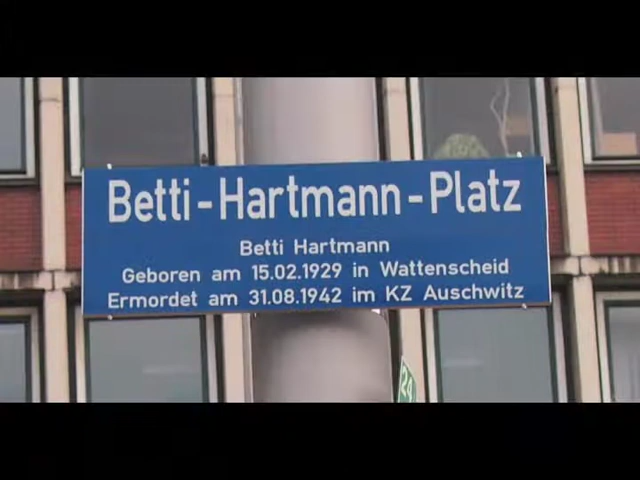 Betti-Hartmann-Platz
Betti Hartmann
Geboren am 15.02.1929 in Wattenscheid
Ermordet am 31.08.1942 im KZ Auschwitz
24